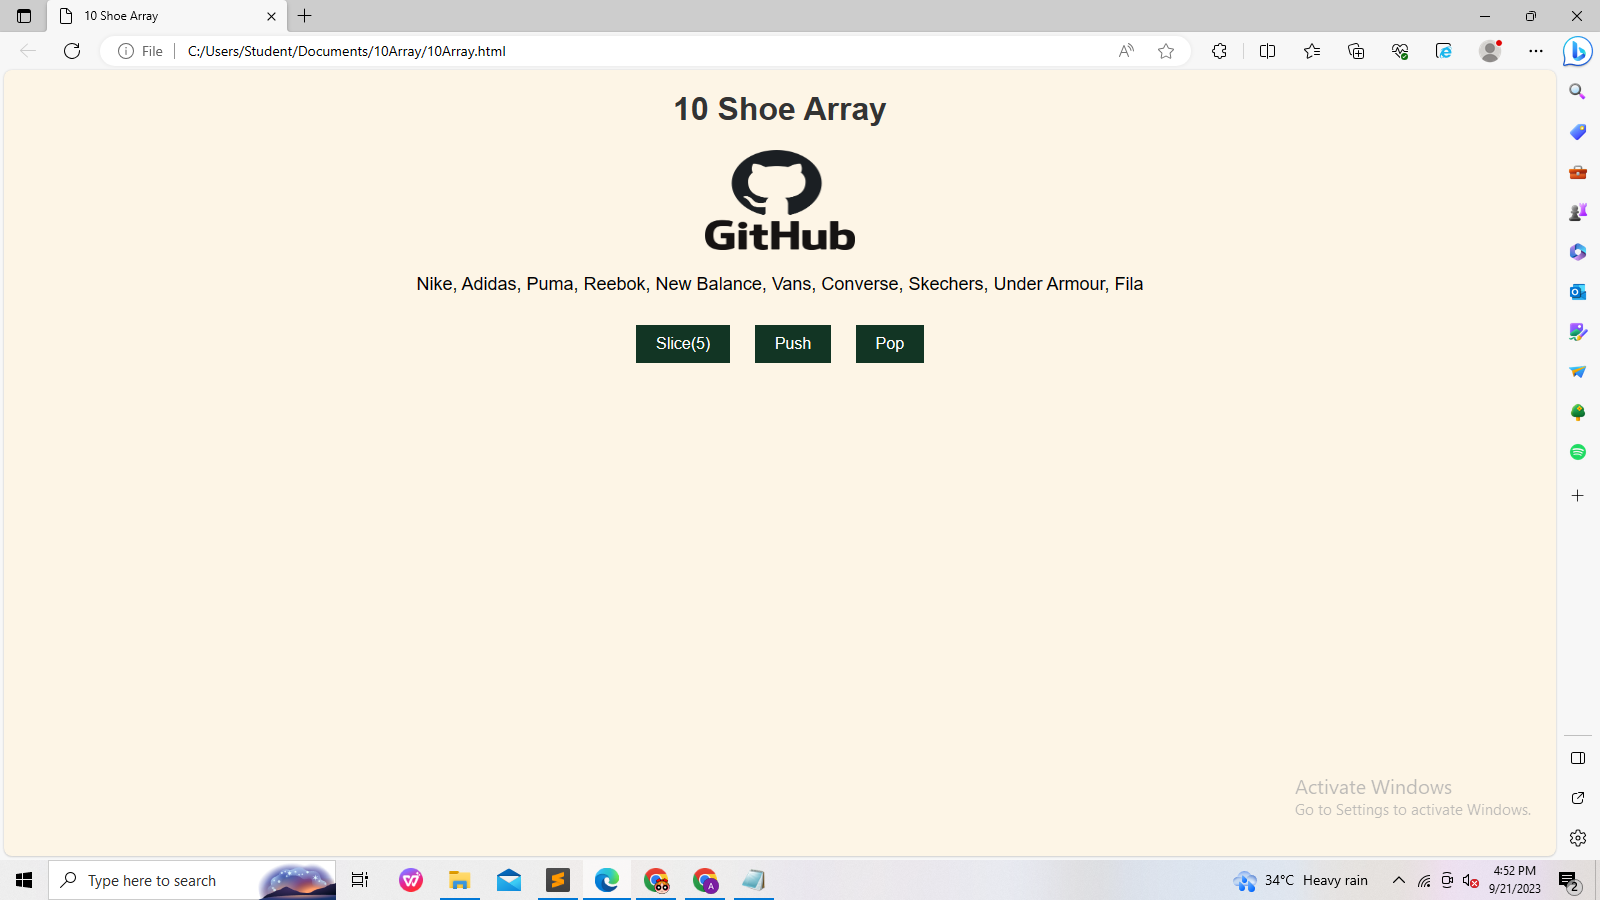 10 Shoe Array
File
C:/Users/Student/Documents/10Array/10Array.html
10 Shoe Array
GitHub
Nike, Adidas, Puma, Reebok, New Balance, Vans, Converse, Skechers, Under Armour, Fila
Slice(5)
Push
Pop
Activate Windows
Go to Settings to activate Windows.
Type here to search
34°C Heavy rain
4:52 PM
9/21/2023
2